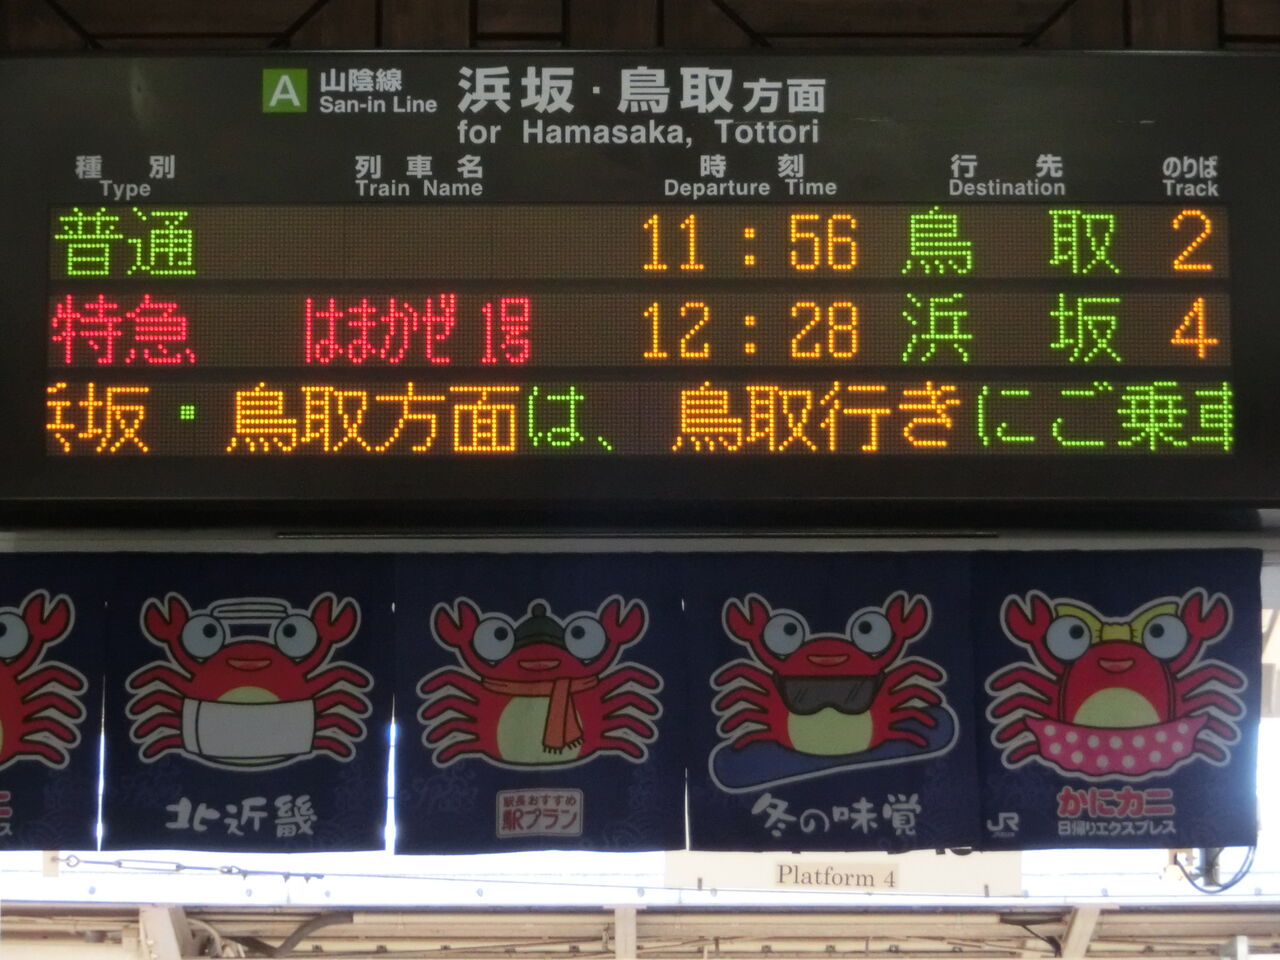 A 山陰線 浜坂・鳥取方面
San-in Line
for Hamasaka, Tottori
種別 列車名 時刻 行先 のりば
Type Train Name Departure Time Destination Track
普通 11:56 鳥取 2
特急 はまかぜ 1号 12:28 浜坂 4
坂・鳥取方面は、 鳥取行きにご乗車
北近畿
駅長おすすめ
駅プラン
冬の味覚
JR
かにカニ
日帰りエクスプレス
Platform 4